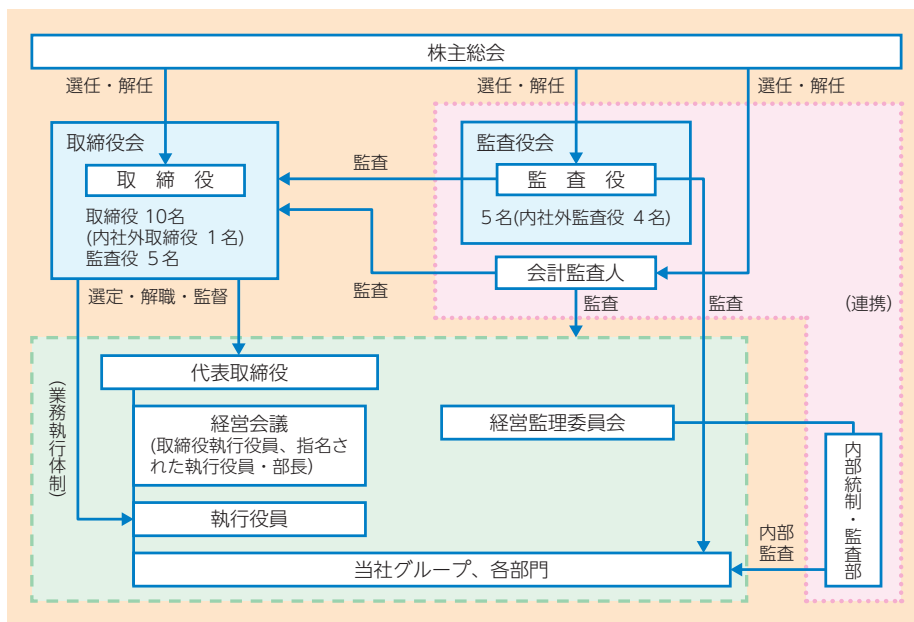 株主総会
選任・解任
選任・解任
選任・解任
取締役会
取締役
取締役 10名
(内社外取締役 1名)
監査役 5名
監査
監査役会
監査役
5名(内社外監査役 4名)
会計監査人
監査
選定・解職・監督
監査
監査
(連携)
(業務執行体制)
代表取締役
経営会議
(取締役執行役員、指名さ
れた執行役員・部長)
経営監理委員会
執行役員
内部統制・監査部
内部
監査
当社グループ、各部門